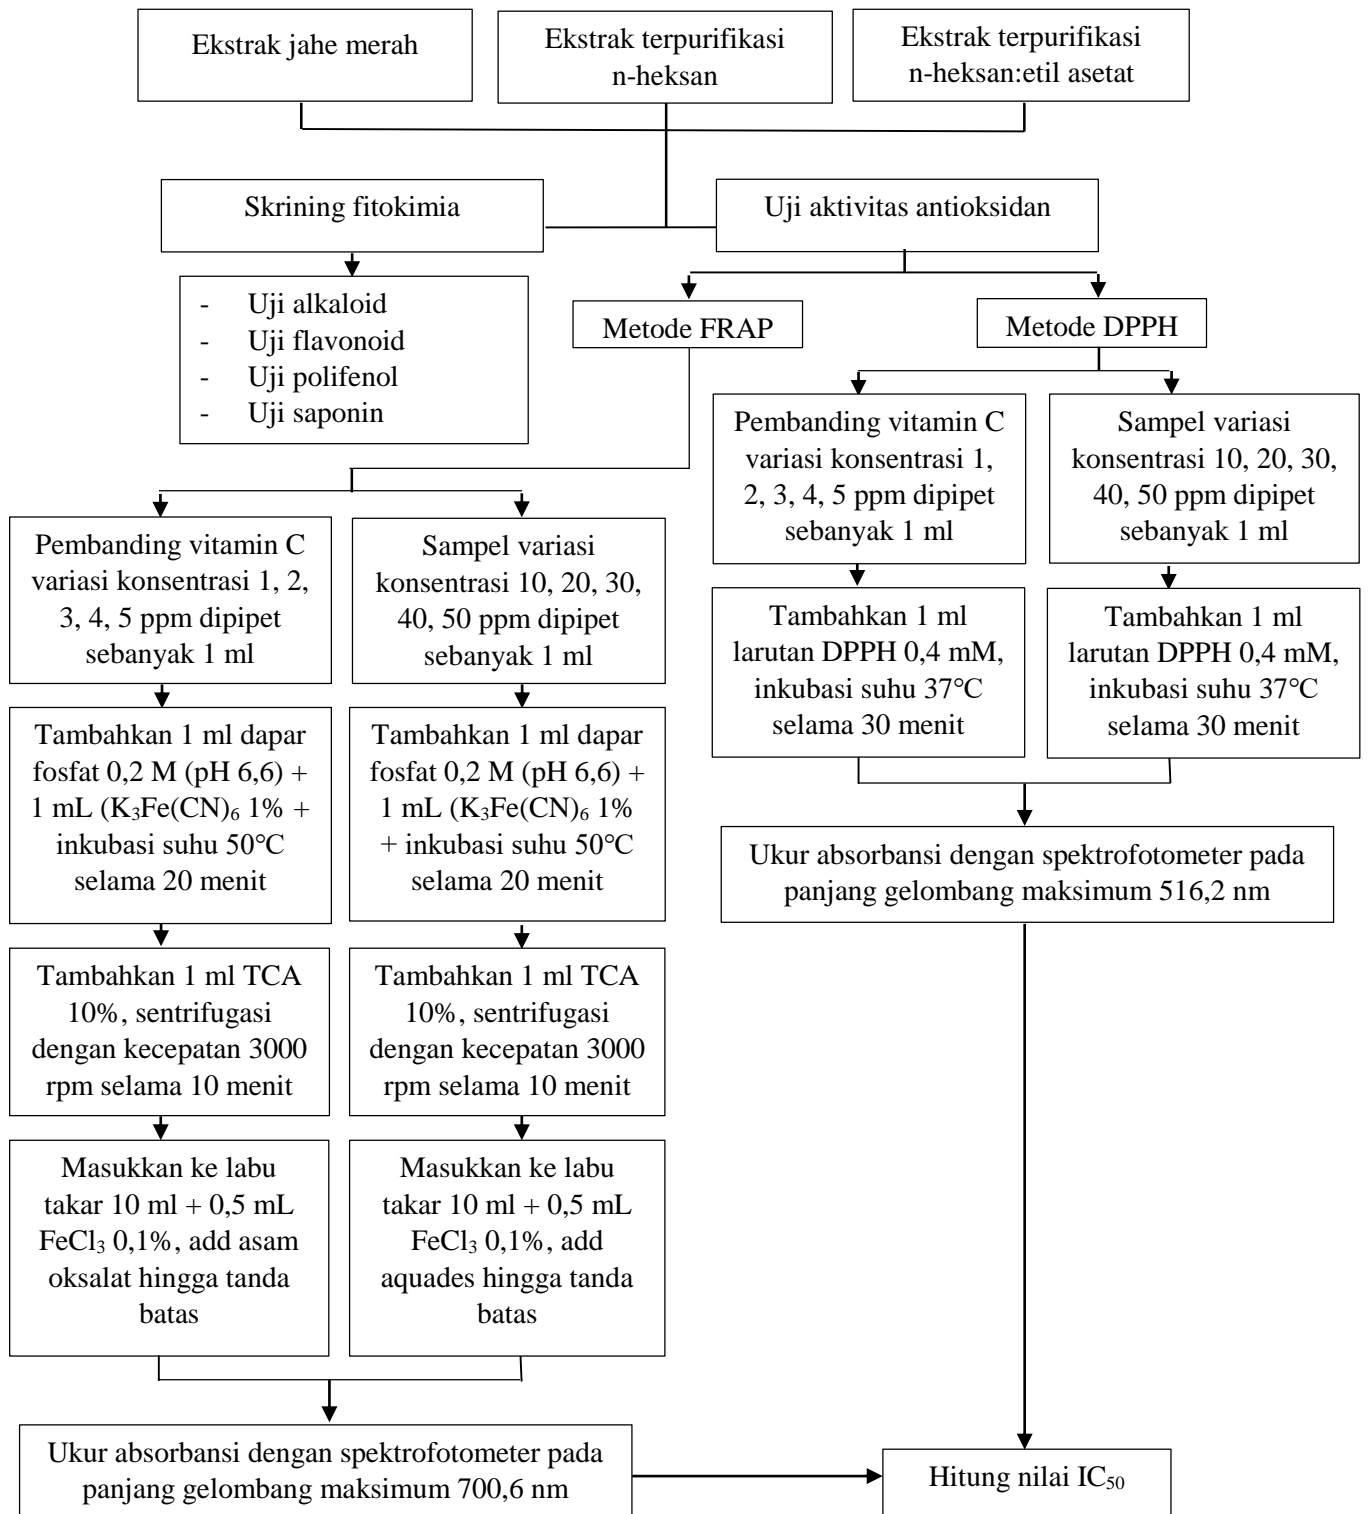 Ekstrak jahe merah
Ekstrak terpurifikasi
n-heksan
Ekstrak terpurifikasi
n-heksan:etil asetat
Skrining fitokimia
Uji aktivitas antioksidan
- Uji alkaloid
- Uji flavonoid
- Uji polifenol
- Uji saponin
Metode FRAP
Metode DPPH
Pembanding vitamin C
variasi konsentrasi 1,
2, 3, 4, 5 ppm dipipet
sebanyak 1 ml
Sampel variasi
konsentrasi 10, 20, 30,
40, 50 ppm dipipet
sebanyak 1 ml
Pembanding vitamin C
variasi konsentrasi 1, 2,
3, 4, 5 ppm dipipet
sebanyak 1 ml
Sampel variasi
konsentrasi 10, 20, 30,
40, 50 ppm dipipet
sebanyak 1 ml
Tambahkan 1 ml
larutan DPPH 0,4 mM,
inkubasi suhu 37°C
selama 30 menit
Tambahkan 1 ml
larutan DPPH 0,4 mM,
inkubasi suhu 37°C
selama 30 menit
Tambahkan 1 ml dapar
fosfat 0,2 M (pH 6,6) +
1 mL (K₃Fe(CN)₆ 1% +
inkubasi suhu 50°C
selama 20 menit
Tambahkan 1 ml dapar
fosfat 0,2 M (pH 6,6) +
1 mL (K₃Fe(CN)₆ 1%
+ inkubasi suhu 50°C
selama 20 menit
Ukur absorbansi dengan spektrofotometer pada
panjang gelombang maksimum 516,2 nm
Tambahkan 1 ml TCA
10%, sentrifugasi
dengan kecepatan 3000
rpm selama 10 menit
Tambahkan 1 ml TCA
10%, sentrifugasi
dengan kecepatan 3000
rpm selama 10 menit
Masukkan ke labu
takar 10 ml + 0,5 mL
FeCl₃ 0,1%, add asam
oksalat hingga tanda
batas
Masukkan ke labu
takar 10 ml + 0,5 mL
FeCl₃ 0,1%, add
aquades hingga tanda
batas
Ukur absorbansi dengan spektrofotometer pada
panjang gelombang maksimum 700,6 nm
Hitung nilai IC₅₀